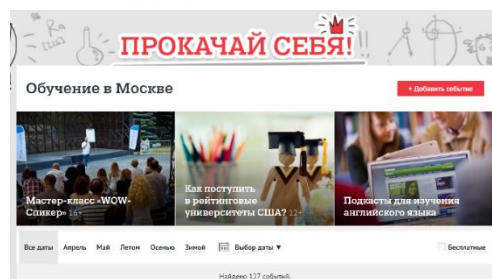 ПРОКАЧАЙ СЕБЯ!
Обучение в Москве
+ Добавить событие
Мастер-класс «WOW-
Спикер» 16+
Как поступить
в рейтинговые
университеты США? 12+
Подкасты для изучения
английского языка
Все даты Апрель Май Летом Осенью Зимой Выбор даты ▼ Бесплатные
Найдено 127 событий.